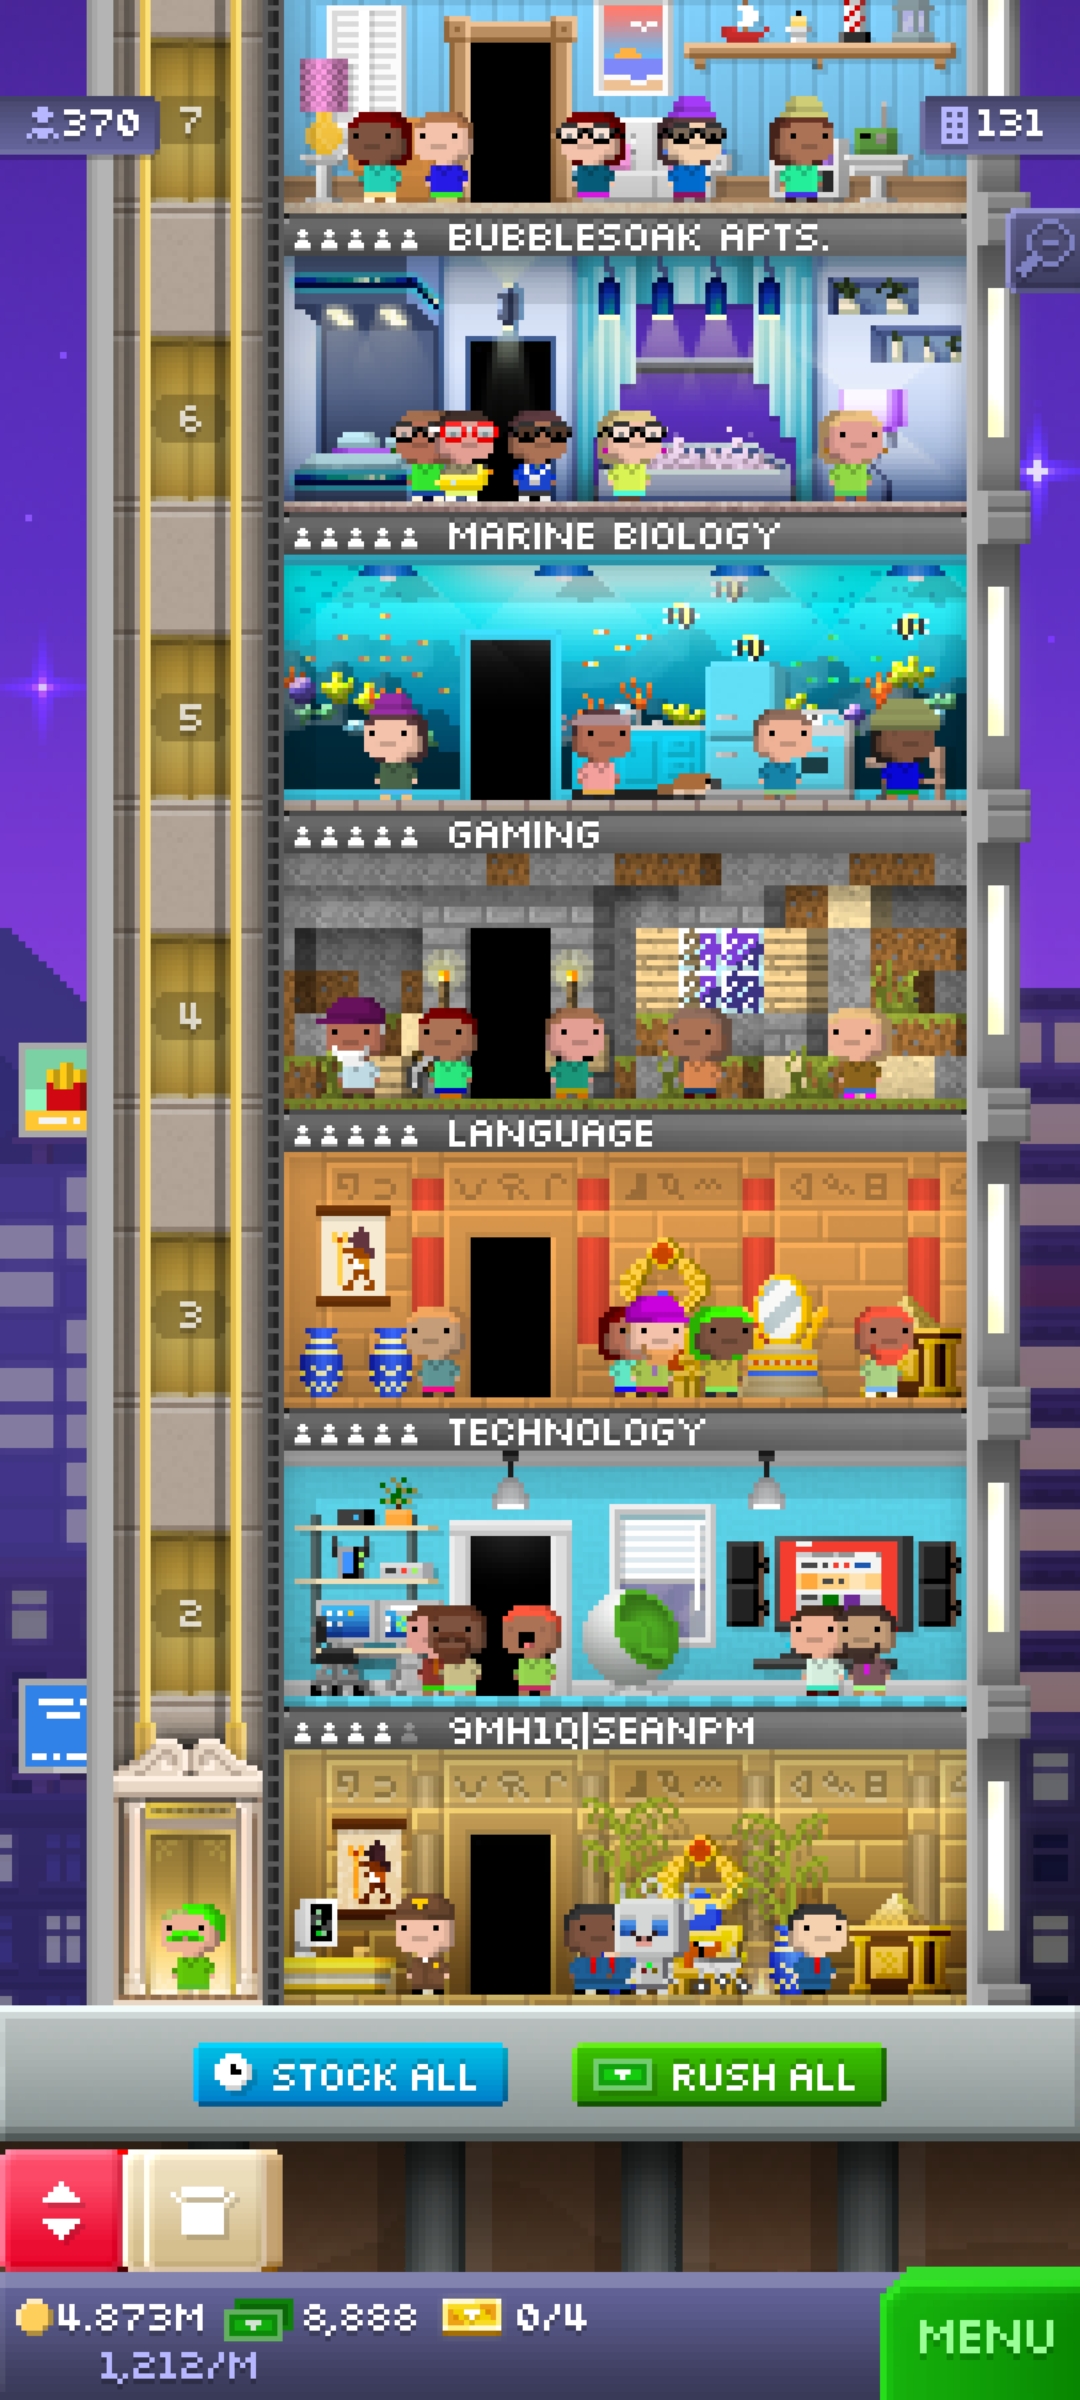 370
7
131
BUBBLESOAK APTS.
6
MARINE BIOLOGY
5
GAMING
4
LANGUAGE
3
TECHNOLOGY
2
9MH1Q|SEANPM
STOCK ALL
RUSH ALL
4.873M
8,888
0/4
1,212/M
MENU